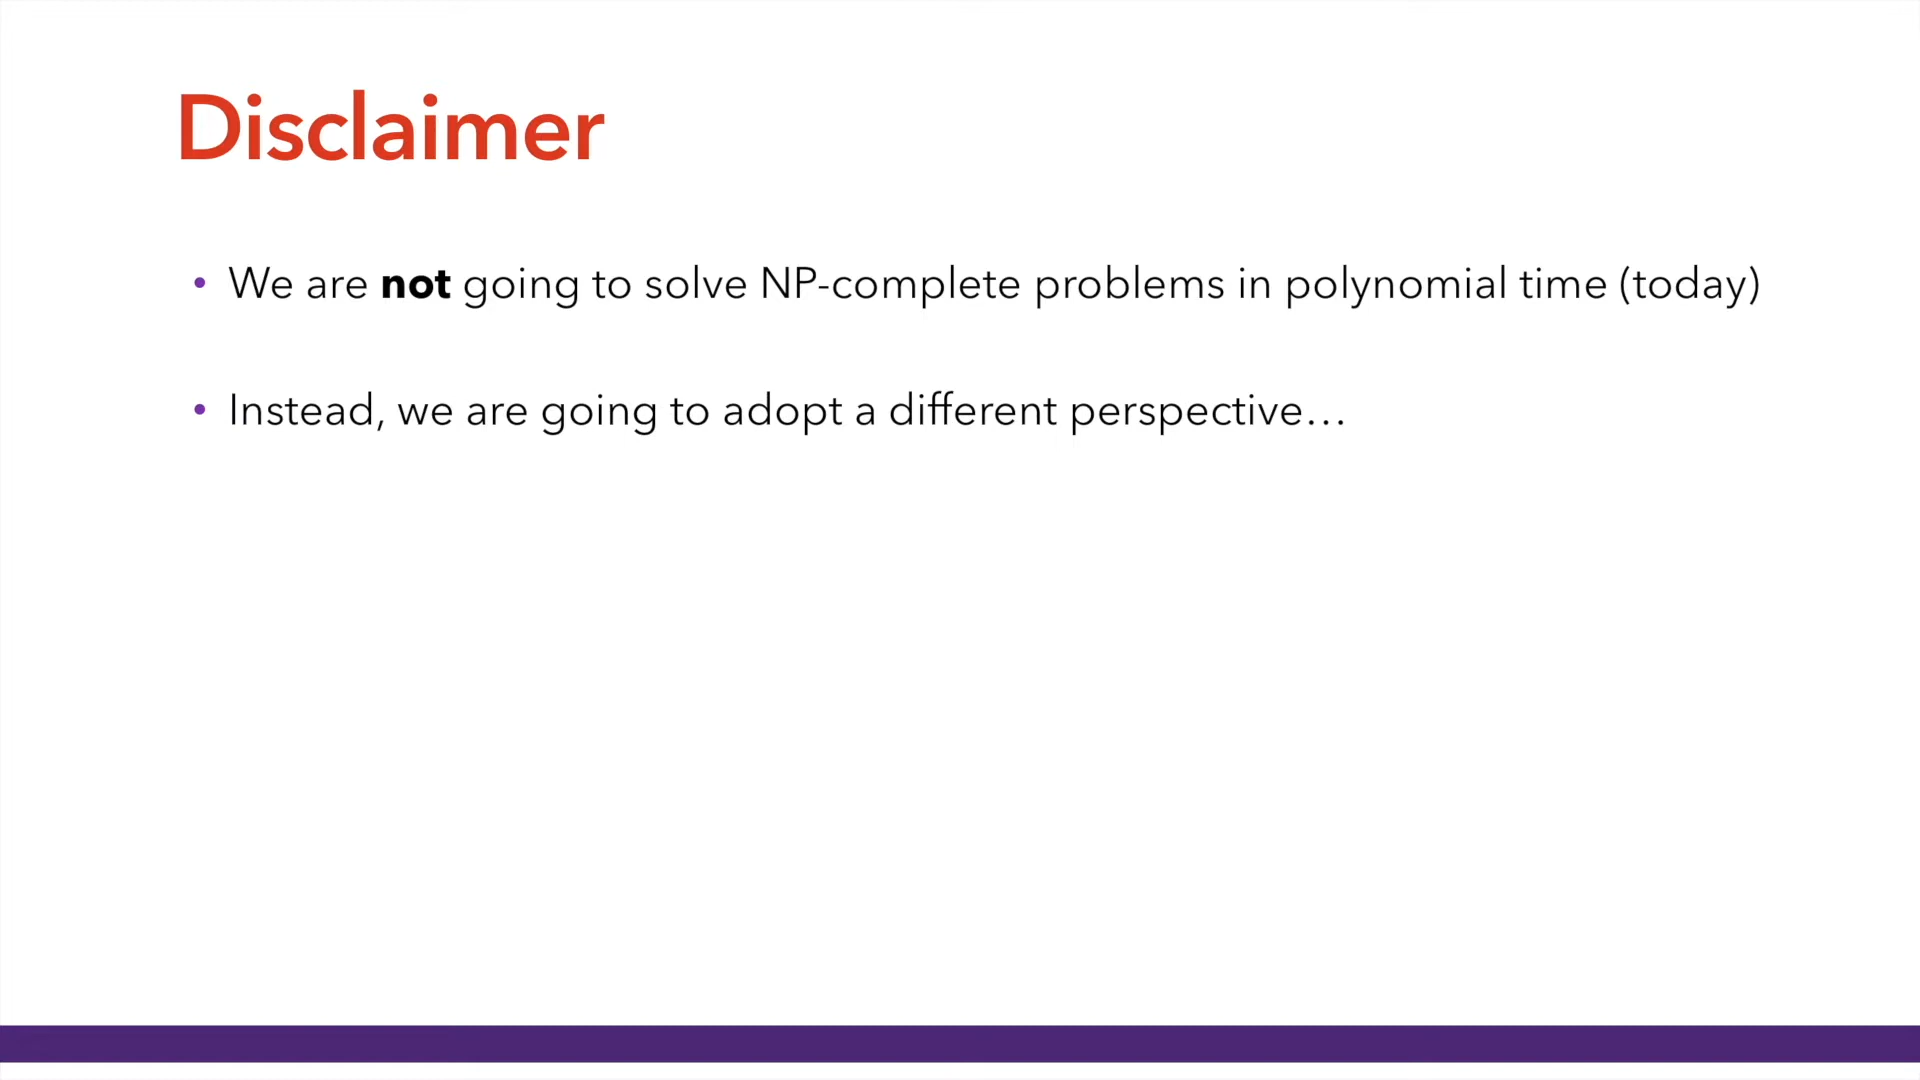 Disclaimer
• We are not going to solve NP-complete problems in polynomial time (today)
• Instead, we are going to adopt a different perspective…